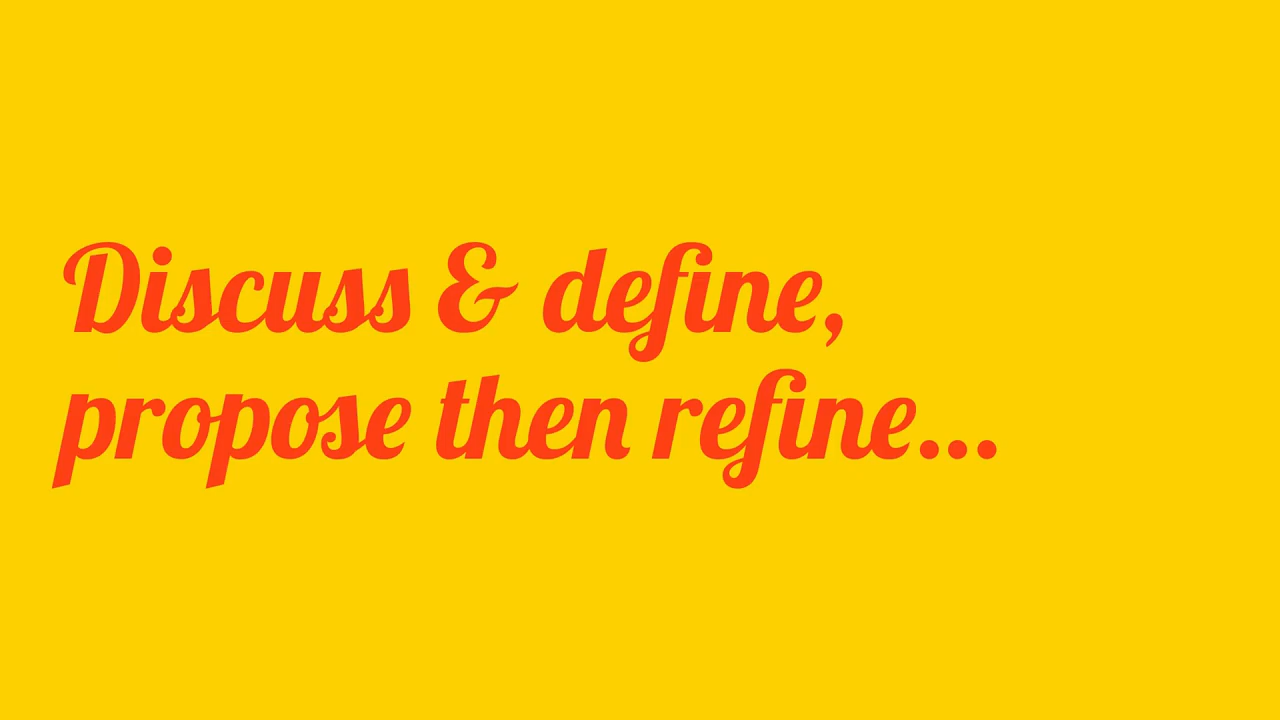 Discuss & define,
propose then refine...